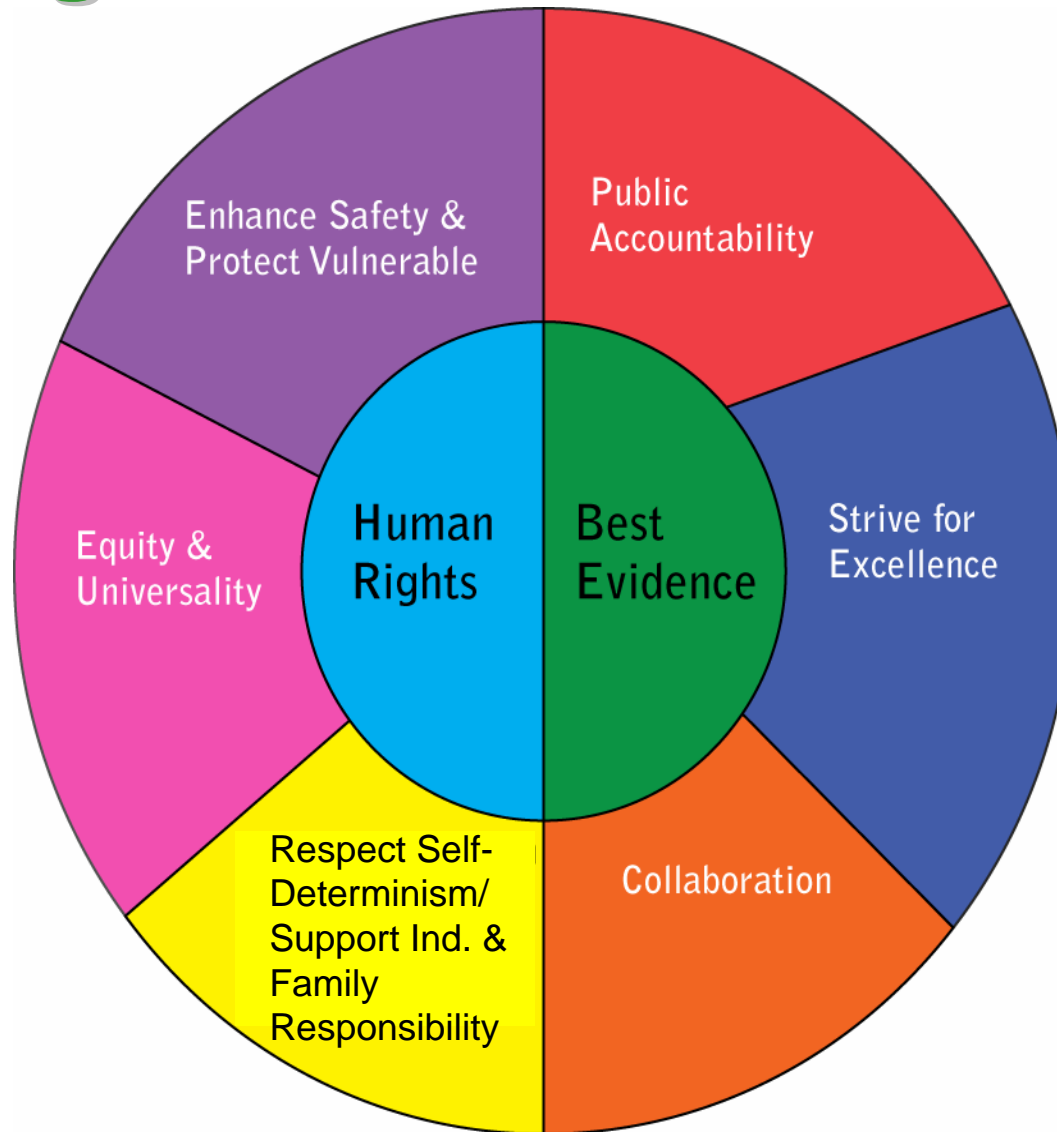 Enhance Safety &
Protect Vulnerable
Public
Accountability
Equity &
Universality
Human
Rights
Best
Evidence
Strive for
Excellence
Respect Self-
Determinism/
Support Ind. &
Family
Responsibility
Collaboration